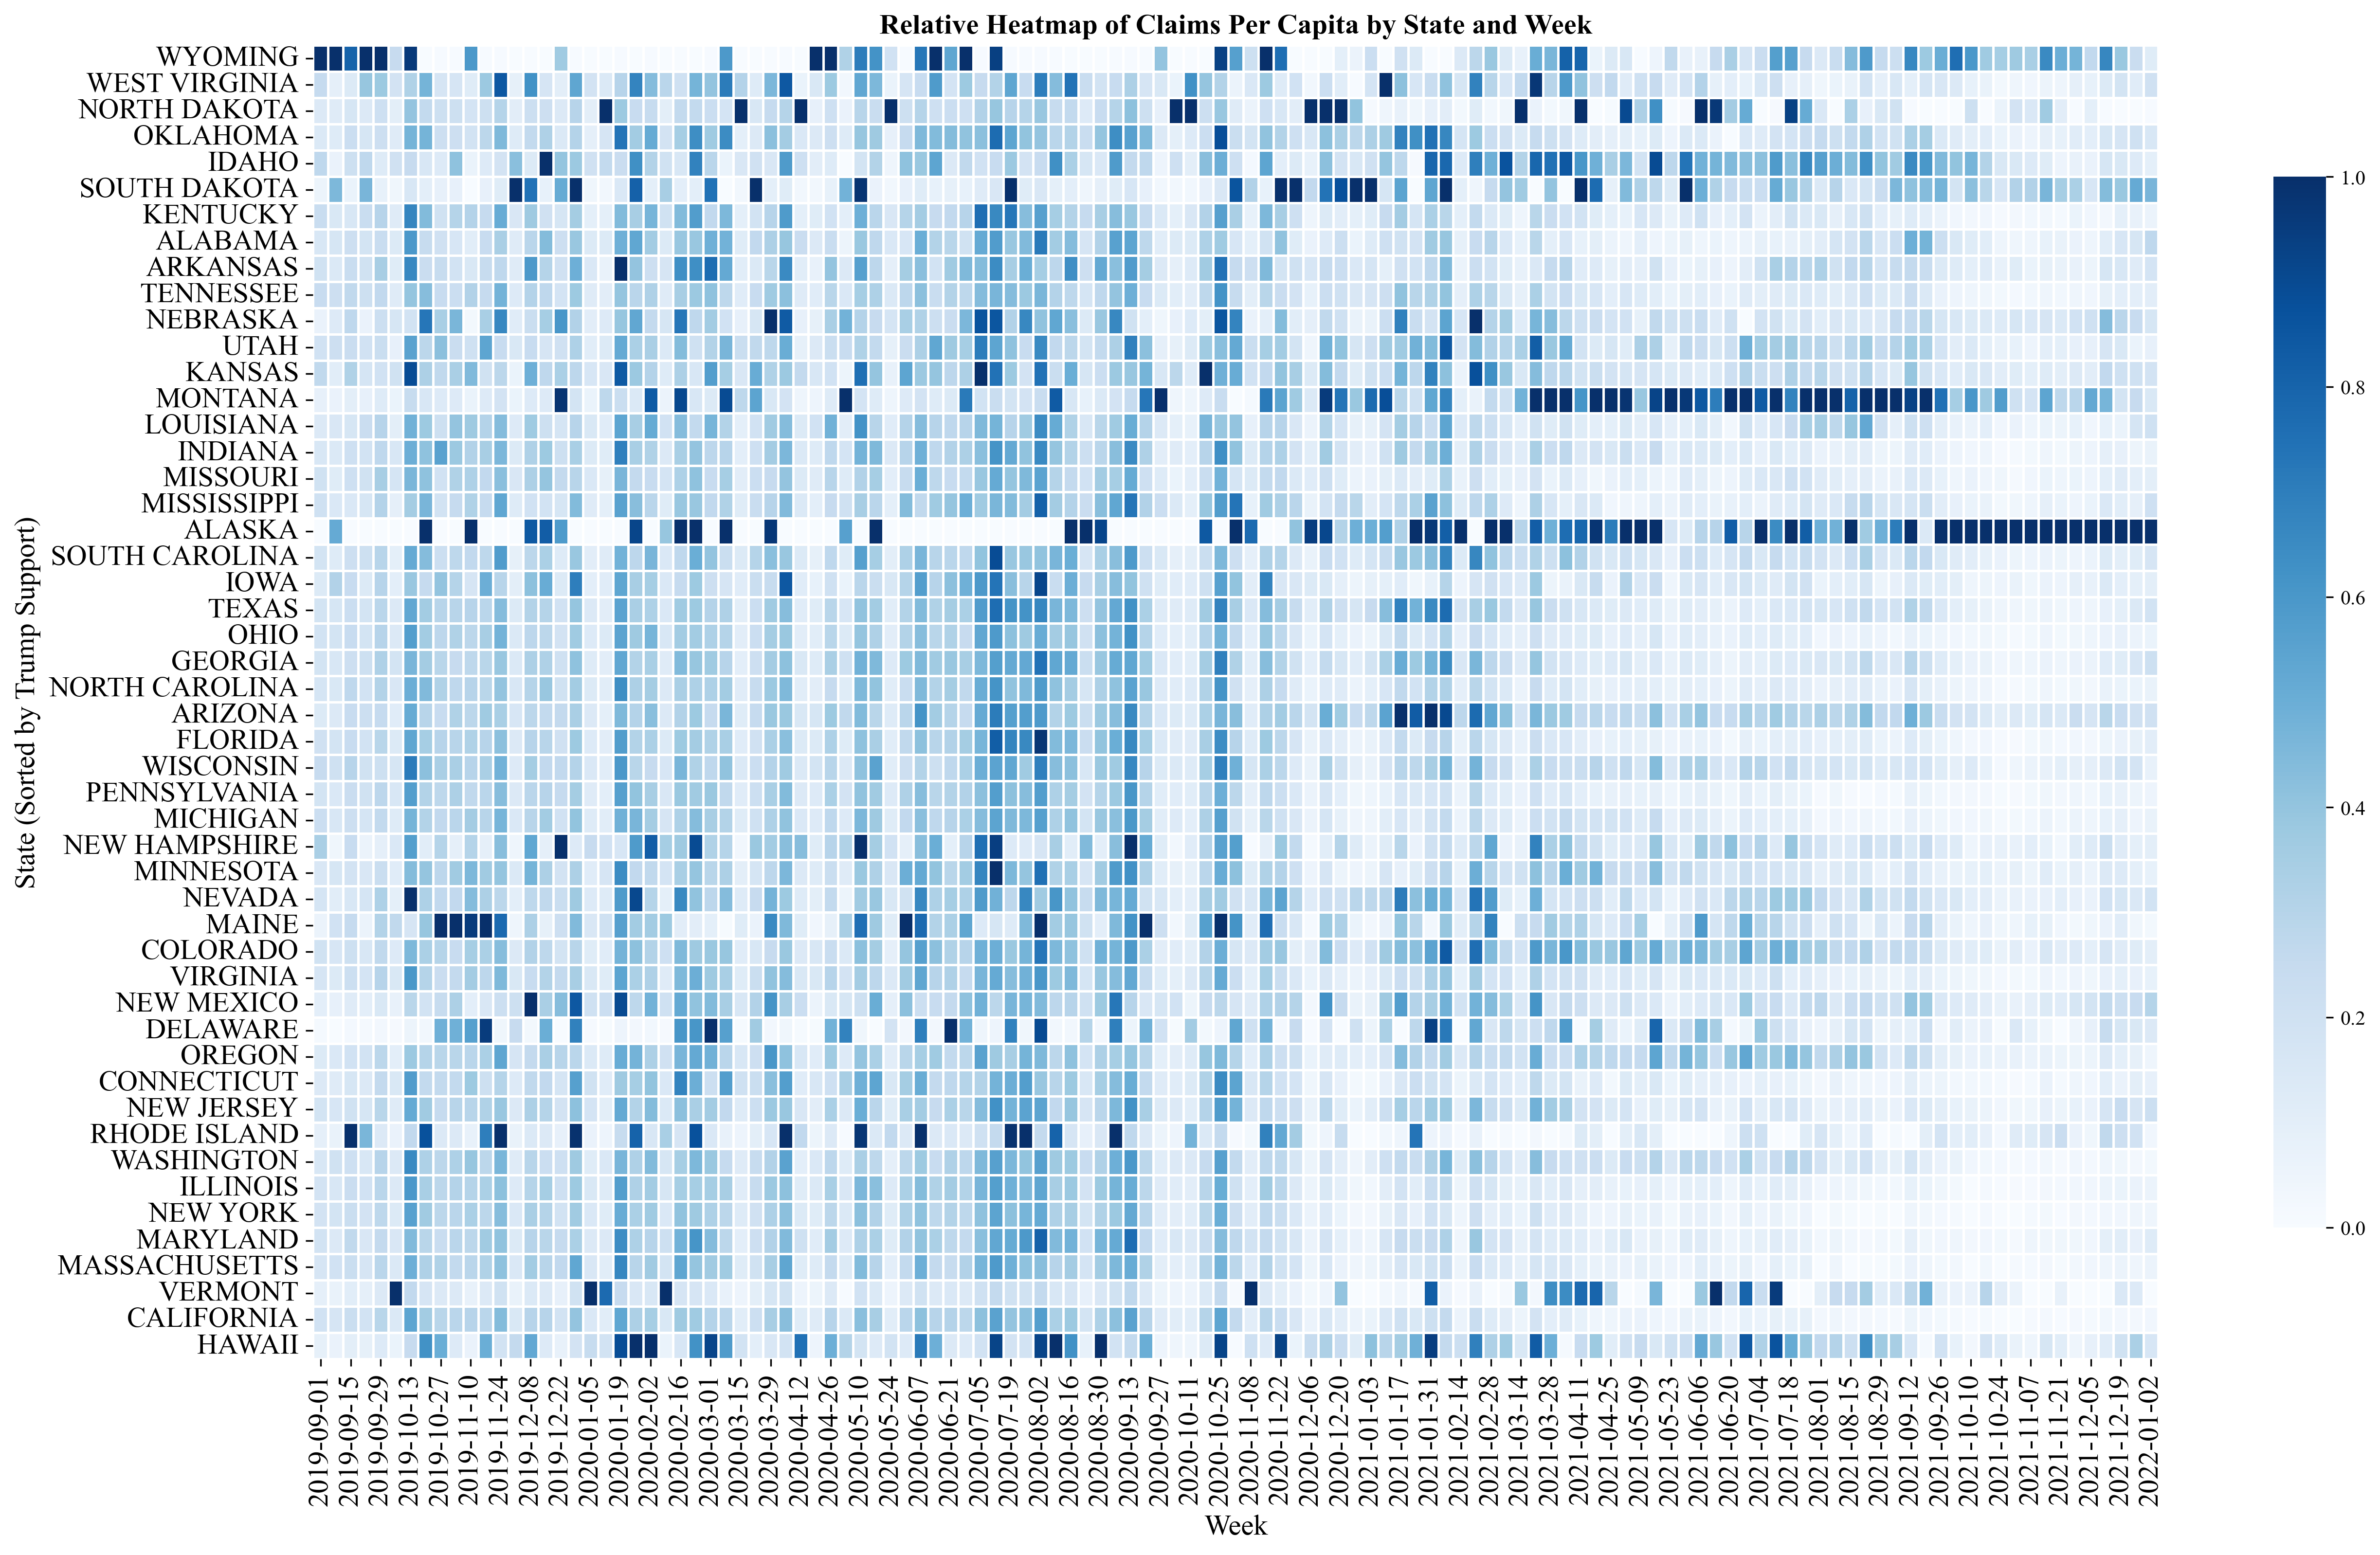 Relative Heatmap of Claims Per Capita by State and Week
State (Sorted by Trump Support)
WYOMING
WEST VIRGINIA
NORTH DAKOTA
OKLAHOMA
IDAHO
SOUTH DAKOTA
KENTUCKY
ALABAMA
ARKANSAS
TENNESSEE
NEBRASKA
UTAH
KANSAS
MONTANA
LOUISIANA
INDIANA
MISSOURI
MISSISSIPPI
ALASKA
SOUTH CAROLINA
IOWA
TEXAS
OHIO
GEORGIA
NORTH CAROLINA
ARIZONA
FLORIDA
WISCONSIN
PENNSYLVANIA
MICHIGAN
NEW HAMPSHIRE
MINNESOTA
NEVADA
MAINE
COLORADO
VIRGINIA
NEW MEXICO
DELAWARE
OREGON
CONNECTICUT
NEW JERSEY
RHODE ISLAND
WASHINGTON
ILLINOIS
NEW YORK
MARYLAND
MASSACHUSETTS
VERMONT
CALIFORNIA
HAWAII
2019-09-01
2019-09-15
2019-09-29
2019-10-13
2019-10-27
2019-11-10
2019-11-24
2019-12-08
2019-12-22
2020-01-05
2020-01-19
2020-02-02
2020-02-16
2020-03-01
2020-03-15
2020-03-29
2020-04-12
2020-04-26
2020-05-10
2020-05-24
2020-06-07
2020-06-21
2020-07-05
2020-07-19
2020-08-02
2020-08-16
2020-08-30
2020-09-13
2020-09-27
2020-10-11
2020-10-25
2020-11-08
2020-11-22
2020-12-06
2020-12-20
2021-01-03
2021-01-17
2021-01-31
2021-02-14
2021-02-28
2021-03-14
2021-03-28
2021-04-11
2021-04-25
2021-05-09
2021-05-23
2021-06-06
2021-06-20
2021-07-04
2021-07-18
2021-08-01
2021-08-15
2021-08-29
2021-09-12
2021-09-26
2021-10-10
2021-10-24
2021-11-07
2021-11-21
2021-12-05
2021-12-19
2022-01-02
Week
1.0
0.8
0.6
0.4
0.2
0.0